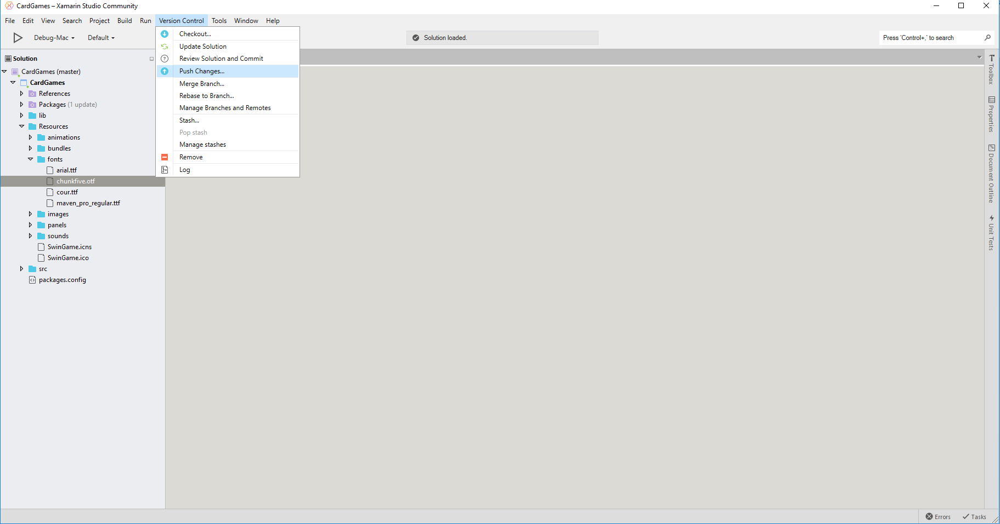 CardGames – Xamarin Studio Community
File Edit View Search Project Build Run Version Control Tools Window Help
Debug-Mac Default
Solution loaded.
Press 'Control+,' to search
Checkout...
Update Solution
Review Solution and Commit
Push Changes...
Merge Branch...
Rebase to Branch...
Manage Branches and Remotes
Stash...
Pop stash
Manage stashes
Remove
Log
Solution
CardGames (master)
CardGames
References
Packages (1 update)
lib
Resources
animations
bundles
fonts
arial.ttf
chunkfive.otf
cour.ttf
maven_pro_regular.ttf
images
panels
sounds
SwinGame.icns
SwinGame.ico
src
packages.config
Toolbox
Properties
Document Outline
Unit Tests
Errors Tasks